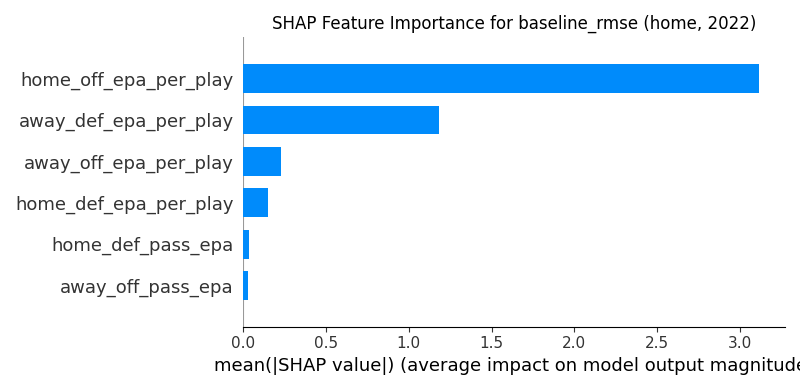 SHAP Feature Importance for baseline_rmse (home, 2022)
home_off_epa_per_play
away_def_epa_per_play
away_off_epa_per_play
home_def_epa_per_play
home_def_pass_epa
away_off_pass_epa
0.0 0.5 1.0 1.5 2.0 2.5 3.0
mean(|SHAP value|) (average impact on model output magnitude